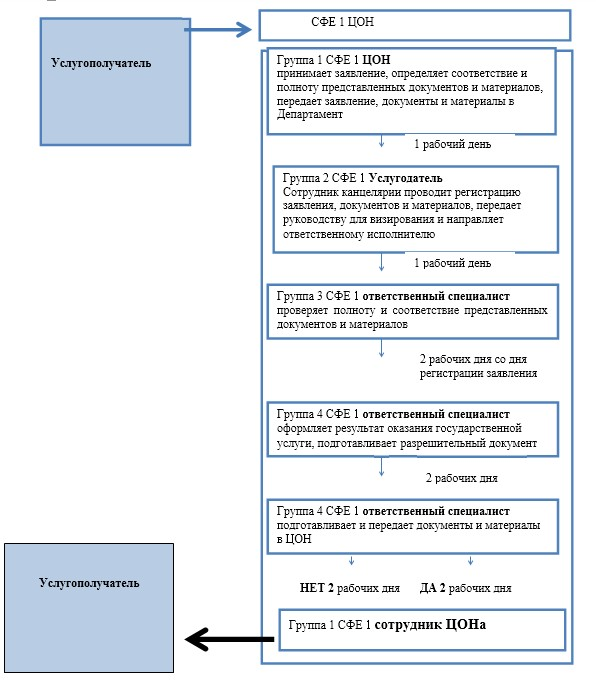 СФЕ 1 ЦОН
Услугополучатель
Группа 1 СФЕ 1 ЦОН
принимает заявление, определяет соответствие и
полноту представленных документов и материалов,
передает заявление, документы и материалы в
Департамент
1 рабочий день
Группа 2 СФЕ 1 Услугодатель
Сотрудник канцелярии проводит регистрацию
заявления, документов и материалов, передает
руководству для визирования и направляет
ответственному исполнителю
1 рабочий день
Группа 3 СФЕ 1 ответственный специалист
проверяет полноту и соответствие представленных
документов и материалов
2 рабочих дня со дня
регистрации заявления
Группа 4 СФЕ 1 ответственный специалист
оформляет результат оказания государственной
услуги, подготавливает разрешительный документ
2 рабочих дня
Группа 4 СФЕ 1 ответственный специалист
подготавливает и передает документы и материалы
в ЦОН
НЕТ 2 рабочих дня ДА 2 рабочих дня
Группа 1 СФЕ 1 сотрудник ЦОНа
Услугополучатель